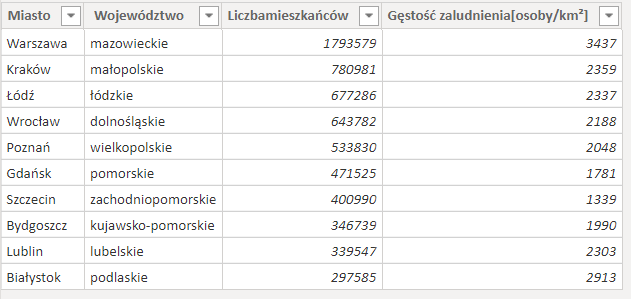 Miasto Województwo Liczbamieszkańców Gęstość zaludnienia[osoby/km²]
Warszawa mazowieckie 1793579 3437
Kraków małopolskie 780981 2359
Łódź łódzkie 677286 2337
Wrocław dolnośląskie 643782 2188
Poznań wielkopolskie 533830 2048
Gdańsk pomorskie 471525 1781
Szczecin zachodniopomorskie 400990 1339
Bydgoszcz kujawsko-pomorskie 346739 1990
Lublin lubelskie 339547 2303
Białystok podlaskie 297585 2913